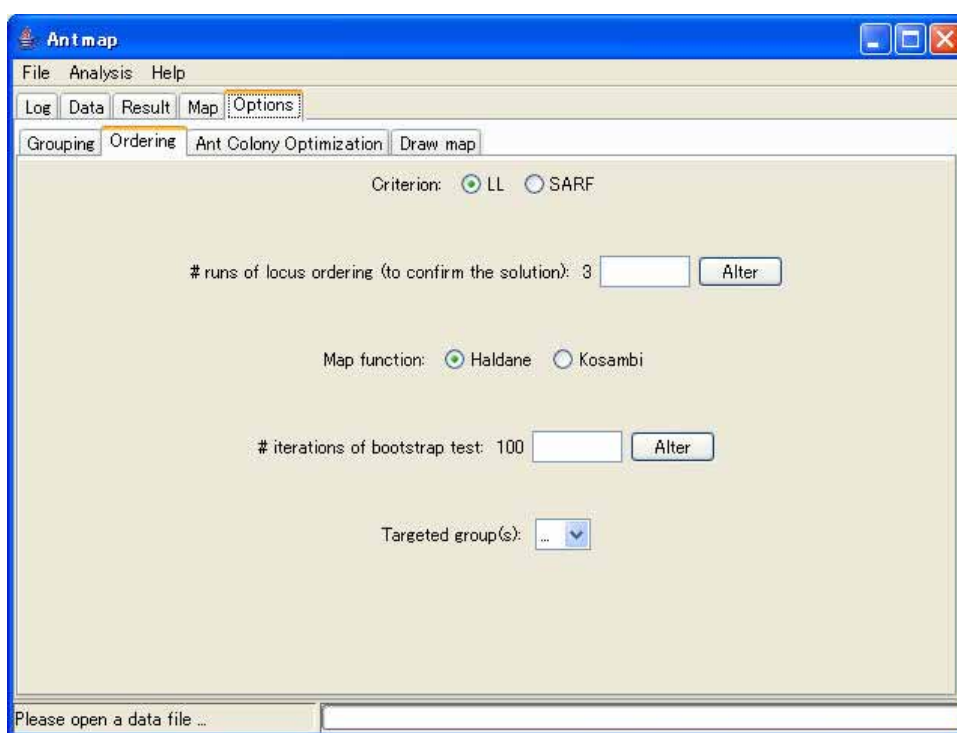 Antmap
File Analysis Help
Log Data Result Map Options
Grouping Ordering Ant Colony Optimization Draw map
Criterion: LL SARF
# runs of locus ordering (to confirm the solution): 3 Alter
Map function: Haldane Kosambi
# iterations of bootstrap test: 100 Alter
Targeted group(s): ...
Please open a data file ...